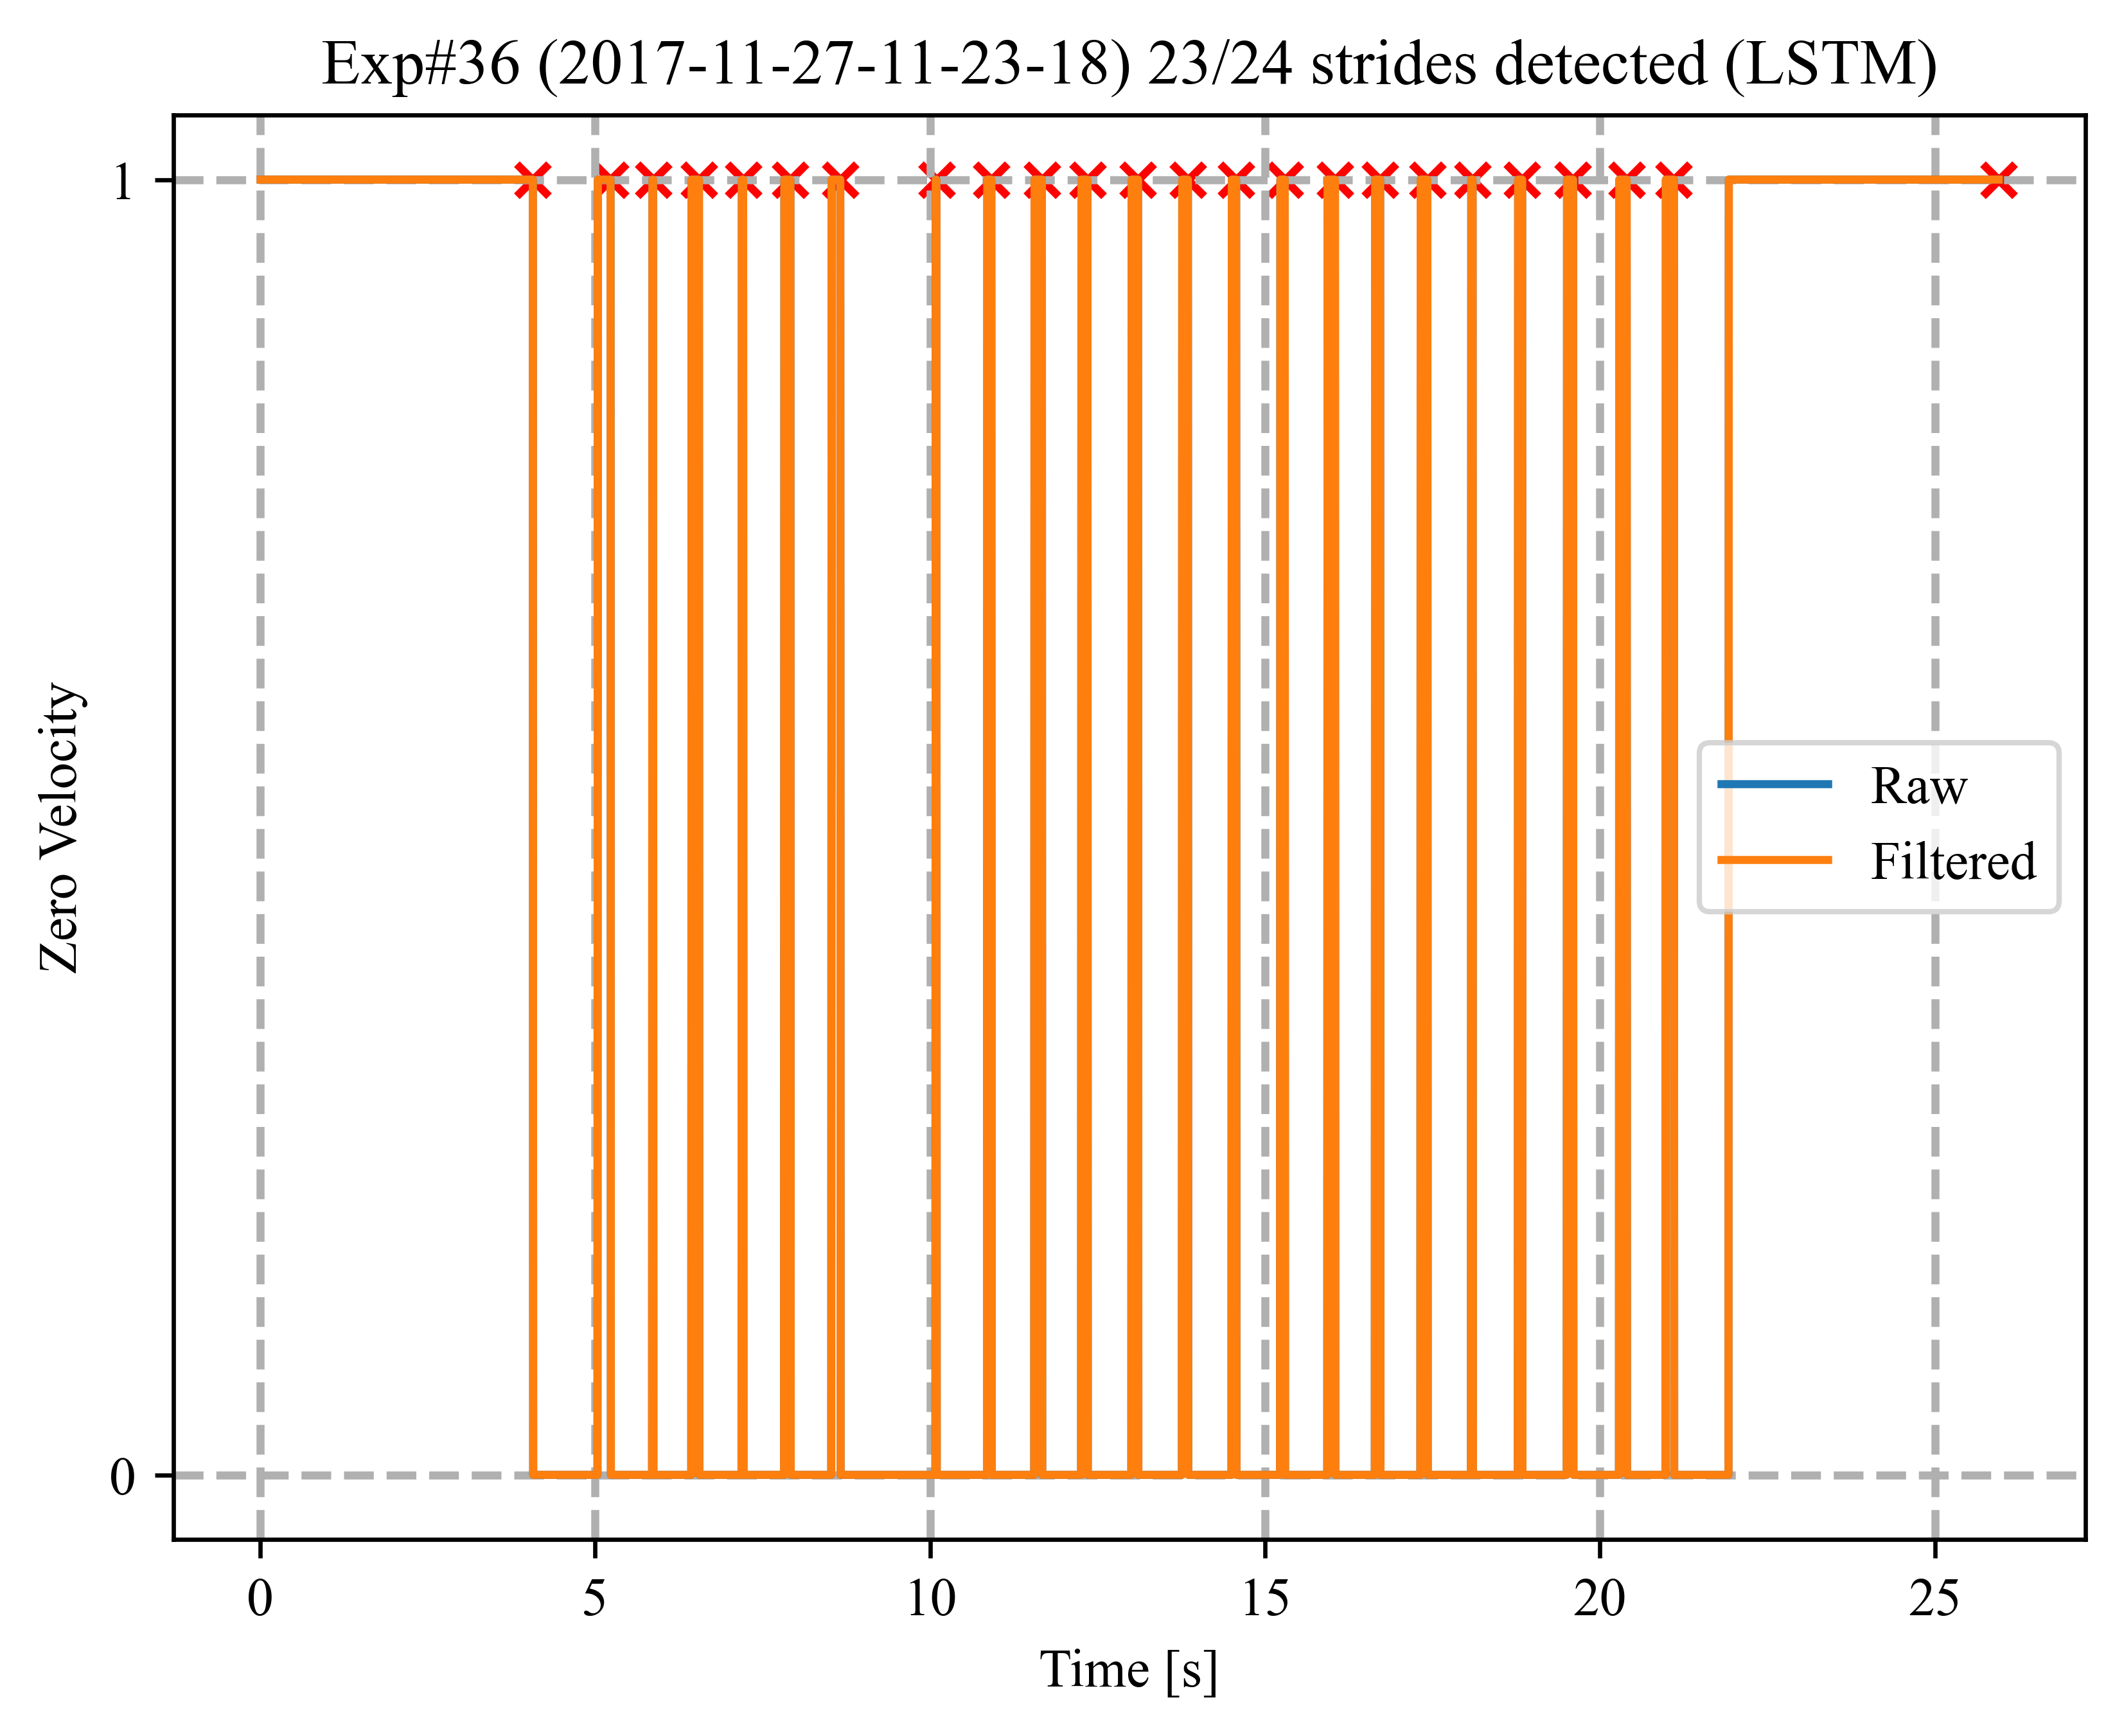 Exp#36 (2017-11-27-11-23-18) 23/24 strides detected (LSTM)
1
Zero Velocity
Raw
Filtered
0
0 5 10 15 20 25
Time [s]